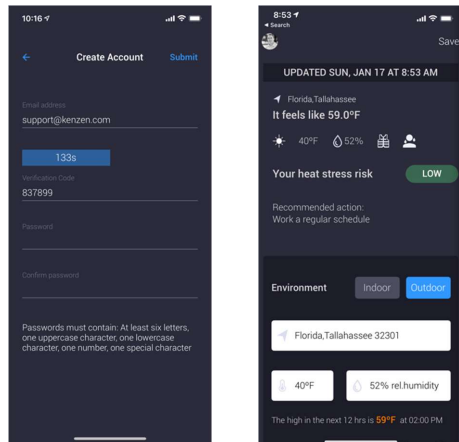 10:16
Create Account
Submit
Email address
support@kenzen.com
133s
Verification Code
837899
Password
Confirm password
Passwords must contain: At least six letters,
one uppercase character, one lowercase
character, one number, one special character
8:53
Search
Save
UPDATED SUN, JAN 17 AT 8:53 AM
Florida,Tallahassee
It feels like 59.0ºF
40ºF 52%
Your heat stress risk LOW
Recommended action:
Work a regular schedule
Environment Indoor Outdoor
Florida,Tallahassee 32301
40ºF 52% rel.humidity
The high in the next 12 hrs is 59ºF at 02:00 PM